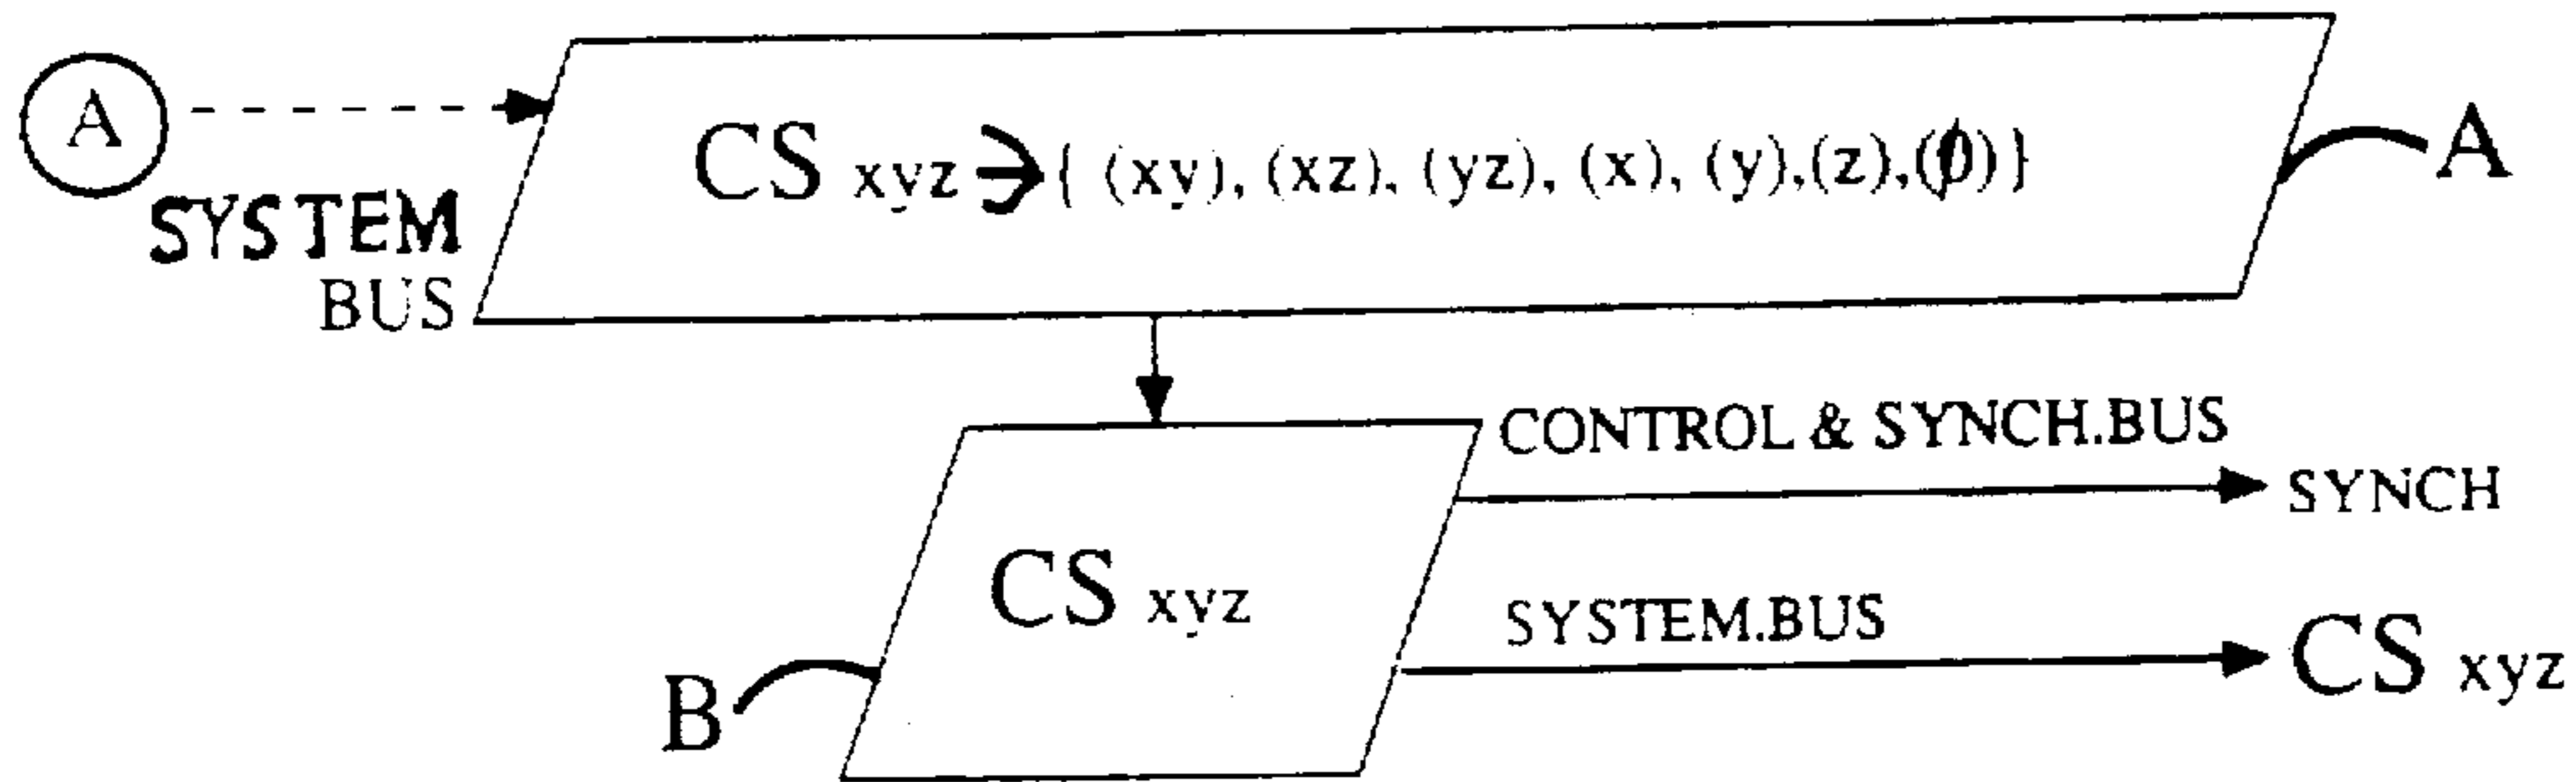 A
CS xyz ∋ { (xy), (xz), (yz), (x), (y),(z),(ϕ) }
A
SYSTEM
BUS
CONTROL & SYNCH.BUS
SYNCH
CS xyz
SYSTEM.BUS
CS xyz
B